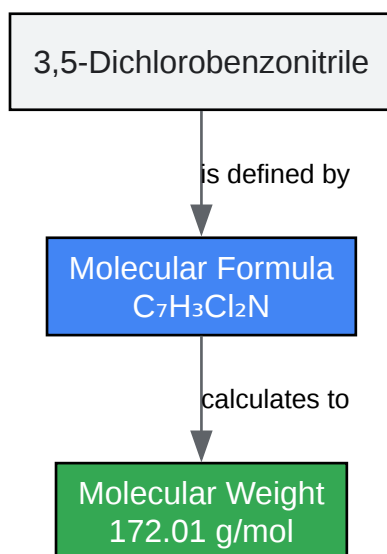 3,5-Dichlorobenzonitrile
is defined by
Molecular Formula
C₇H₃Cl₂N
calculates to
Molecular Weight
172.01 g/mol